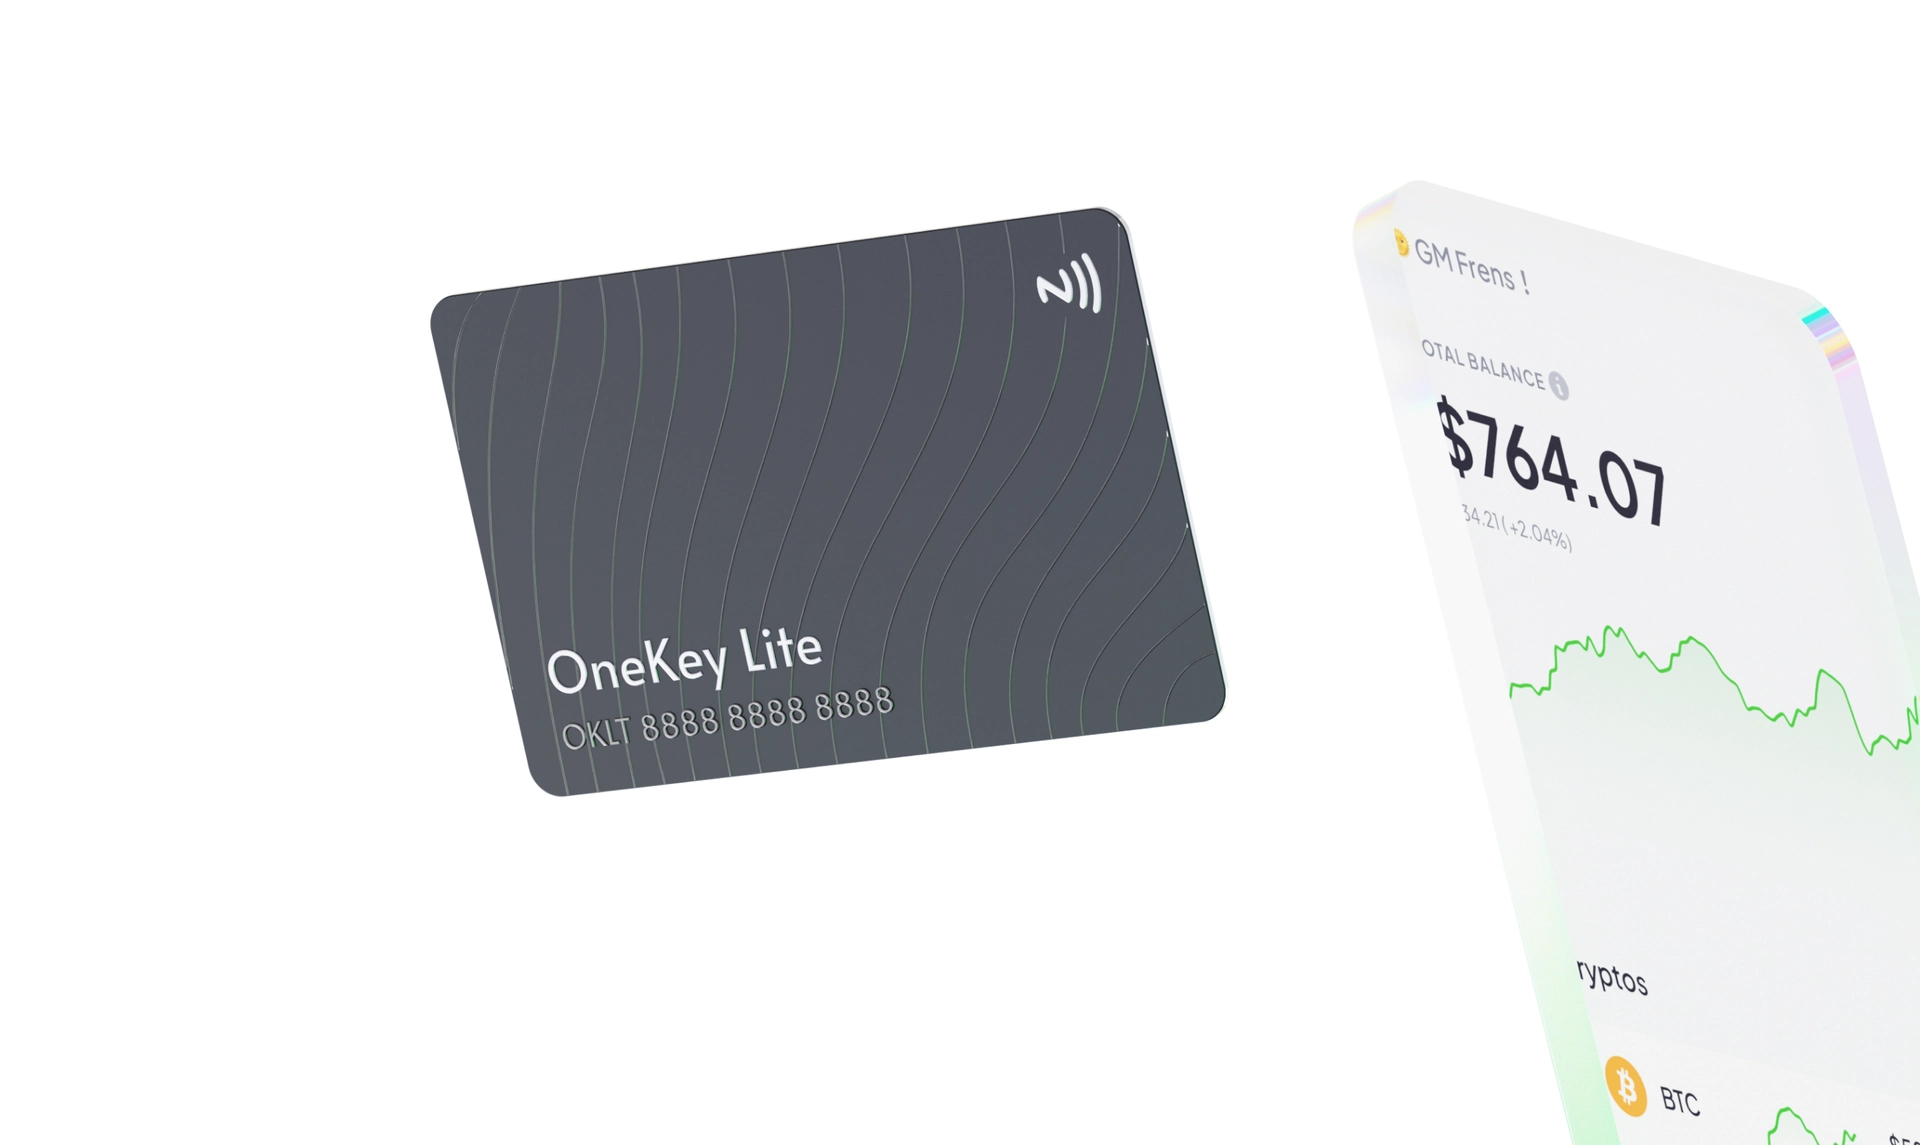 OneKey Lite
OKLT 8888 8888 8888
GM Frens !
OTAL BALANCE
$764.07
34.21 (+2.04%)
ryptos
BTC